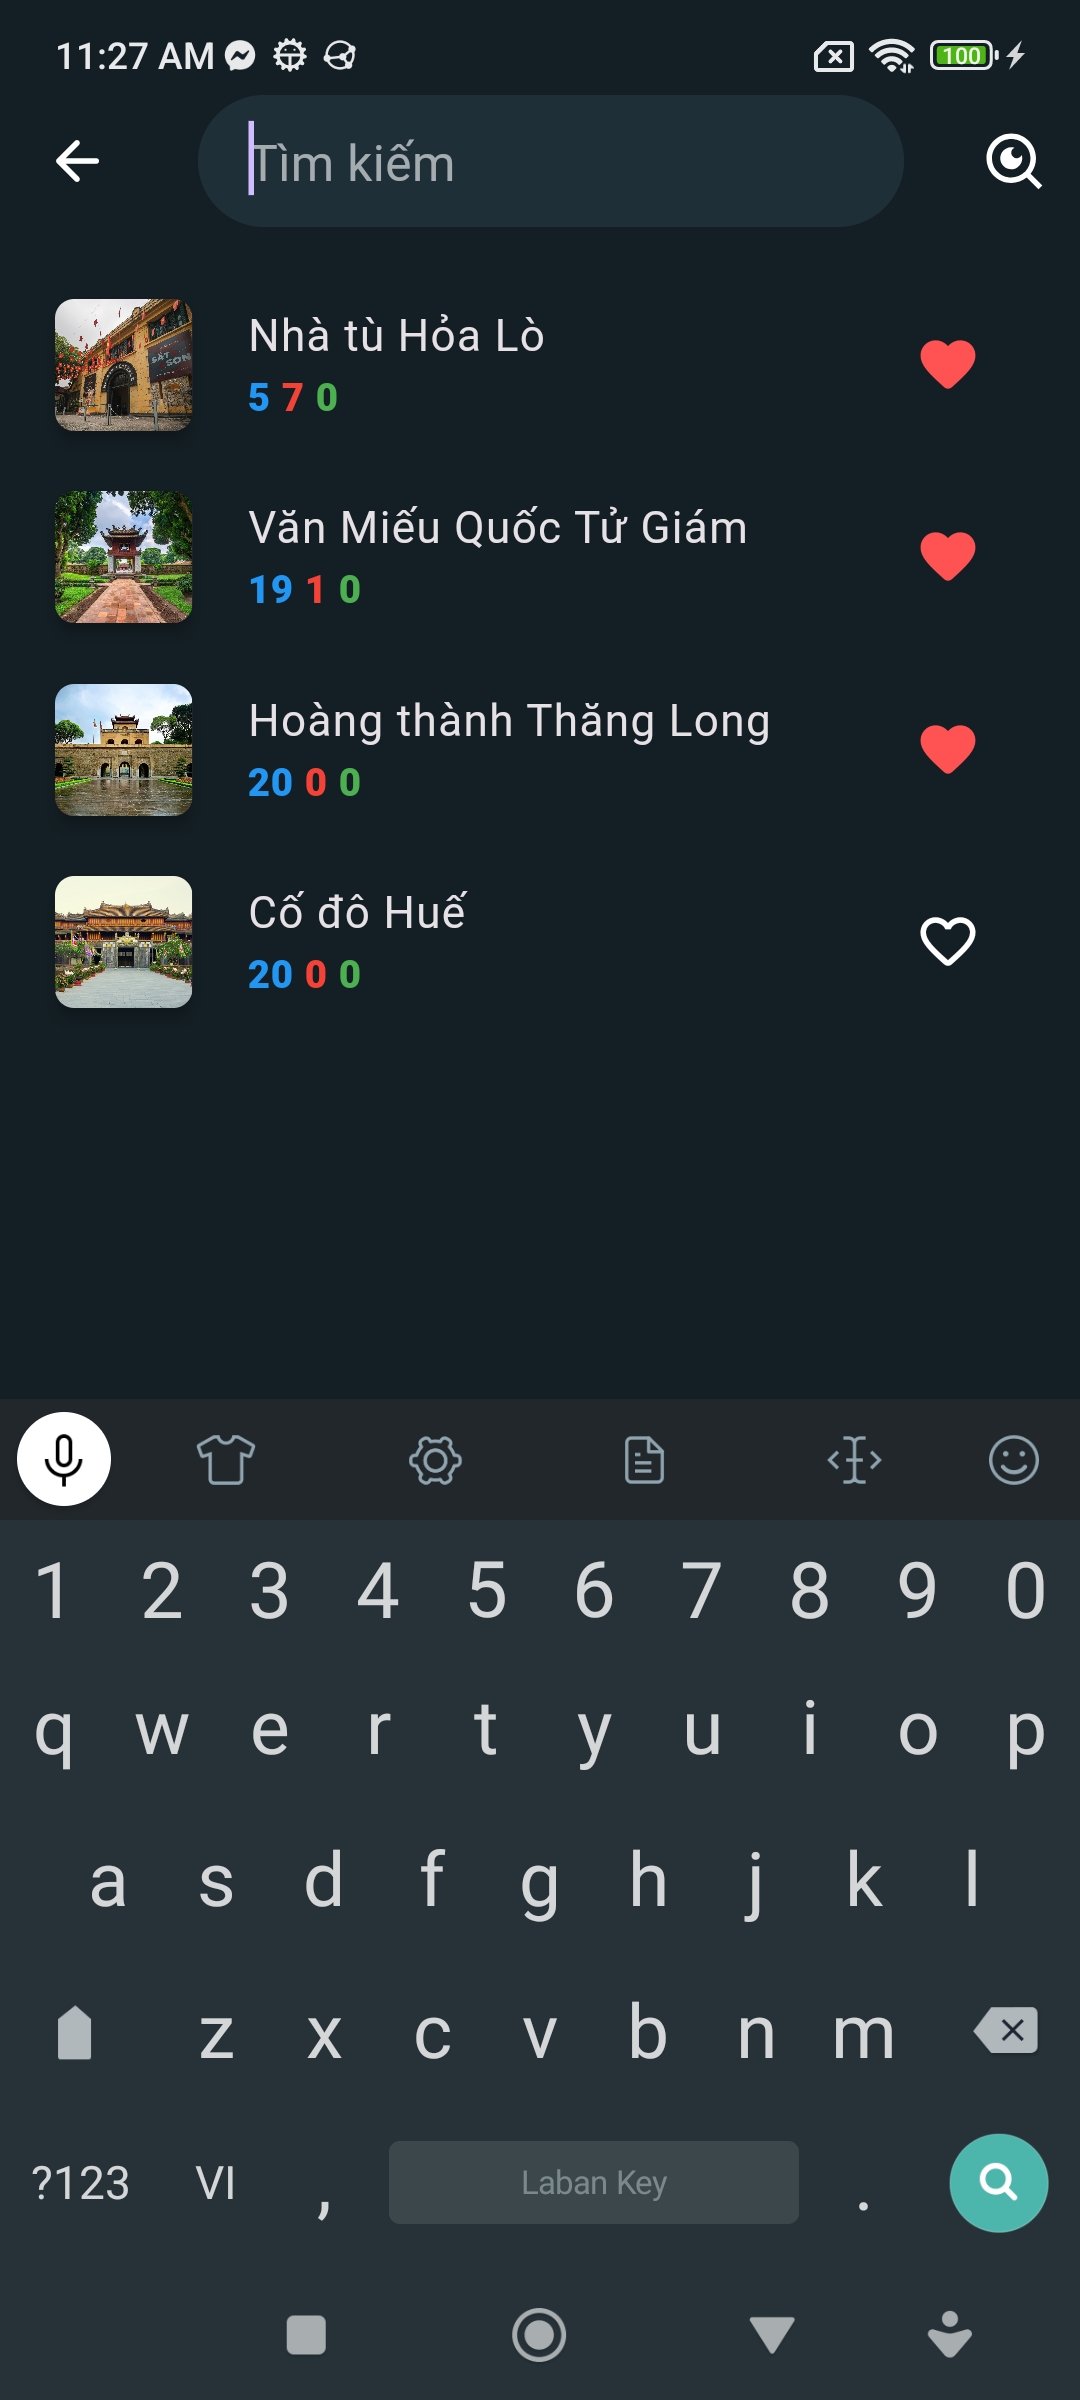 11:27 AM
100
Tìm kiếm
Nhà tù Hỏa Lò
5 7 0
SẮT SON
Văn Miếu Quốc Tử Giám
19 1 0
Hoàng thành Thăng Long
20 0 0
Cố đô Huế
20 0 0
1 2 3 4 5 6 7 8 9 0
q w e r t y u i o p
a s d f g h j k l
z x c v b n m
?123 VI , Laban Key .